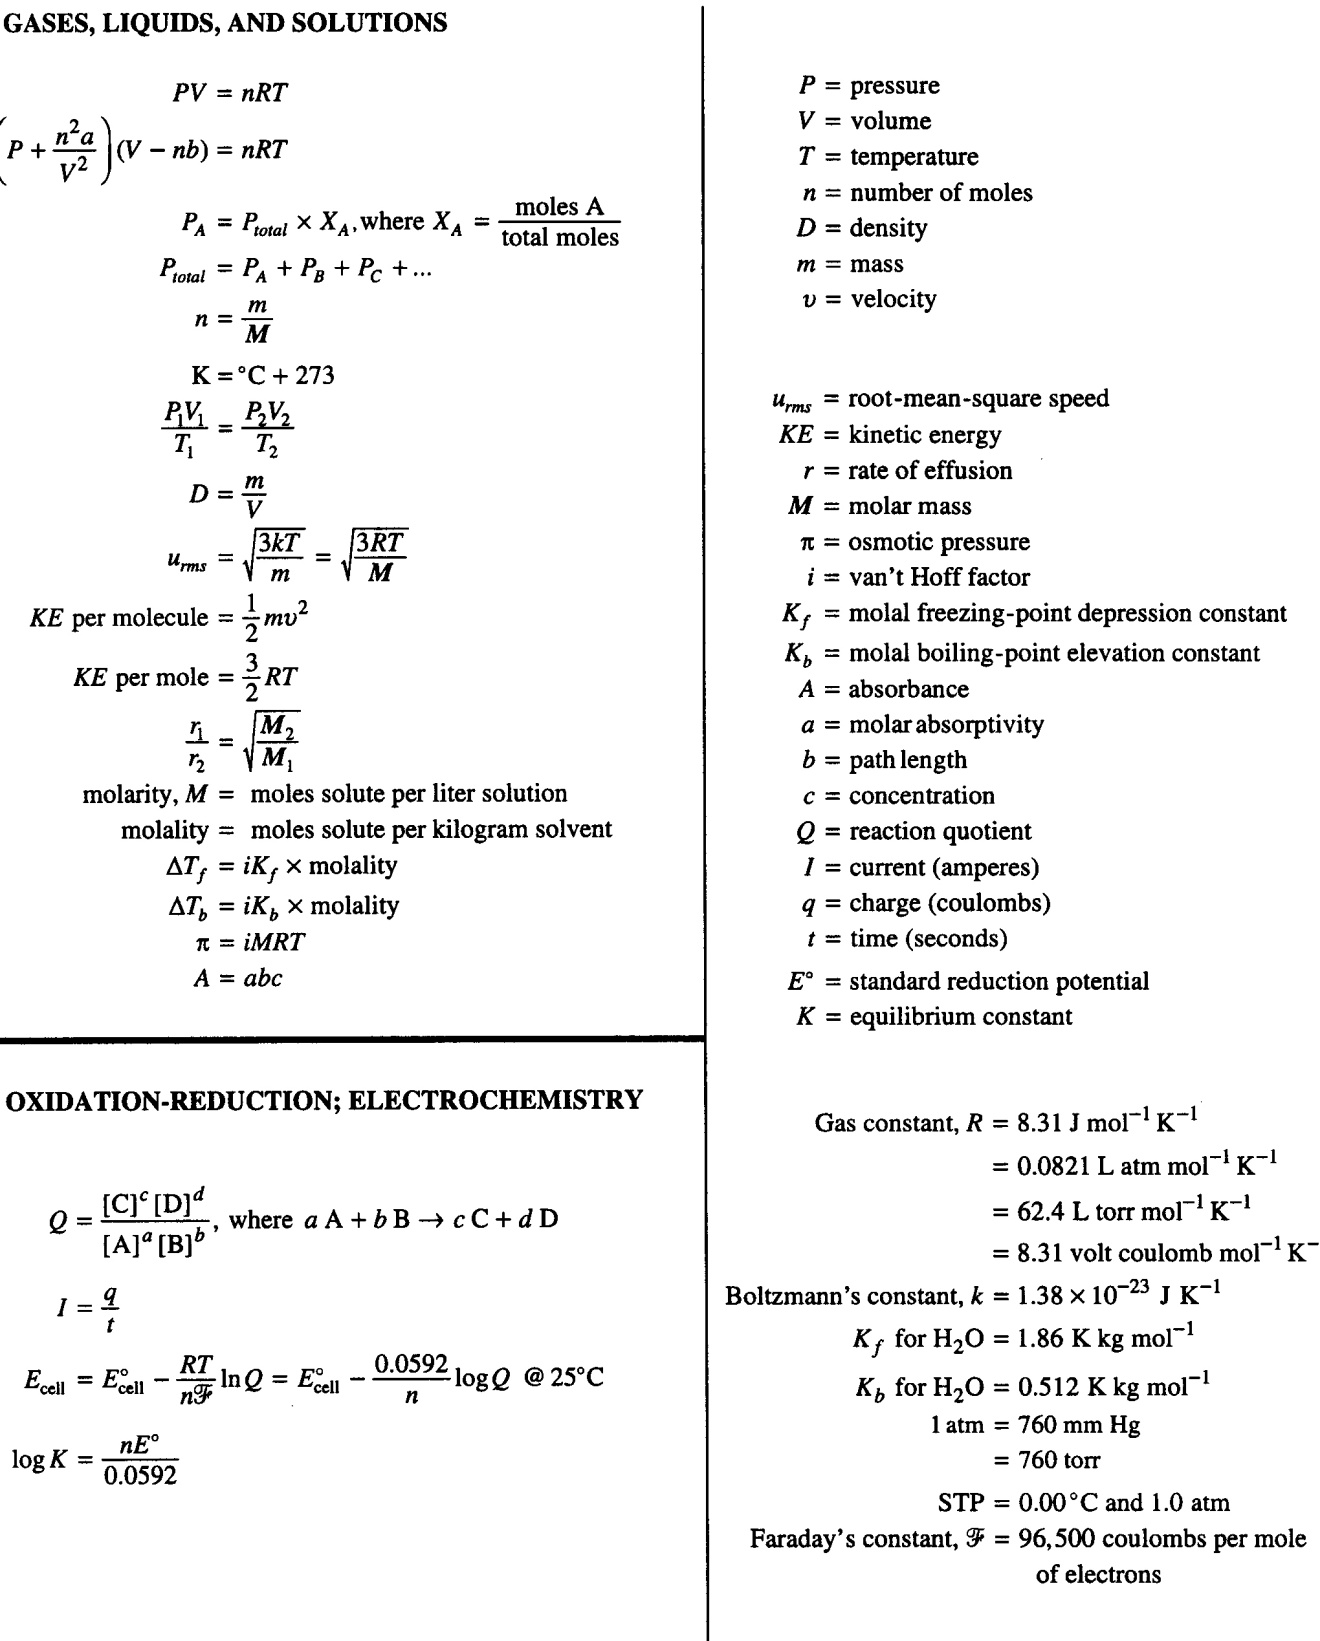 GASES, LIQUIDS, AND SOLUTIONS
PV = nRT
(P + n²a/V²)(V − nb) = nRT
P_A = P_total × X_A, where X_A = moles A/total moles
P_total = P_A + P_B + P_C + ...
n = m/M
K = °C + 273
P₁V₁/T₁ = P₂V₂/T₂
D = m/V
u_rms = √(3kT/m) = √(3RT/M)
KE per molecule = 1/2 mυ²
KE per mole = 3/2 RT
r₁/r₂ = √(M₂/M₁)
molarity, M = moles solute per liter solution
molality = moles solute per kilogram solvent
ΔT_f = iK_f × molality
ΔT_b = iK_b × molality
π = iMRT
A = abc
OXIDATION-REDUCTION; ELECTROCHEMISTRY
Q = [C]^c [D]^d/[A]^a [B]^b, where a A + b B → c C + d D
I = q/t
E_cell = E°_cell − RT/nℱ ln Q = E°_cell − 0.0592/n log Q @ 25°C
log K = nE°/0.0592
P = pressure
V = volume
T = temperature
n = number of moles
D = density
m = mass
υ = velocity
u_rms = root-mean-square speed
KE = kinetic energy
r = rate of effusion
M = molar mass
π = osmotic pressure
i = van't Hoff factor
K_f = molal freezing-point depression constant
K_b = molal boiling-point elevation constant
A = absorbance
a = molar absorptivity
b = path length
c = concentration
Q = reaction quotient
I = current (amperes)
q = charge (coulombs)
t = time (seconds)
E° = standard reduction potential
K = equilibrium constant
Gas constant, R = 8.31 J mol⁻¹ K⁻¹
= 0.0821 L atm mol⁻¹ K⁻¹
= 62.4 L torr mol⁻¹ K⁻¹
= 8.31 volt coulomb mol⁻¹ K⁻
Boltzmann's constant, k = 1.38 × 10⁻²³ J K⁻¹
K_f for H₂O = 1.86 K kg mol⁻¹
K_b for H₂O = 0.512 K kg mol⁻¹
1 atm = 760 mm Hg
= 760 torr
STP = 0.00 °C and 1.0 atm
Faraday's constant, ℱ = 96,500 coulombs per mole
of electrons